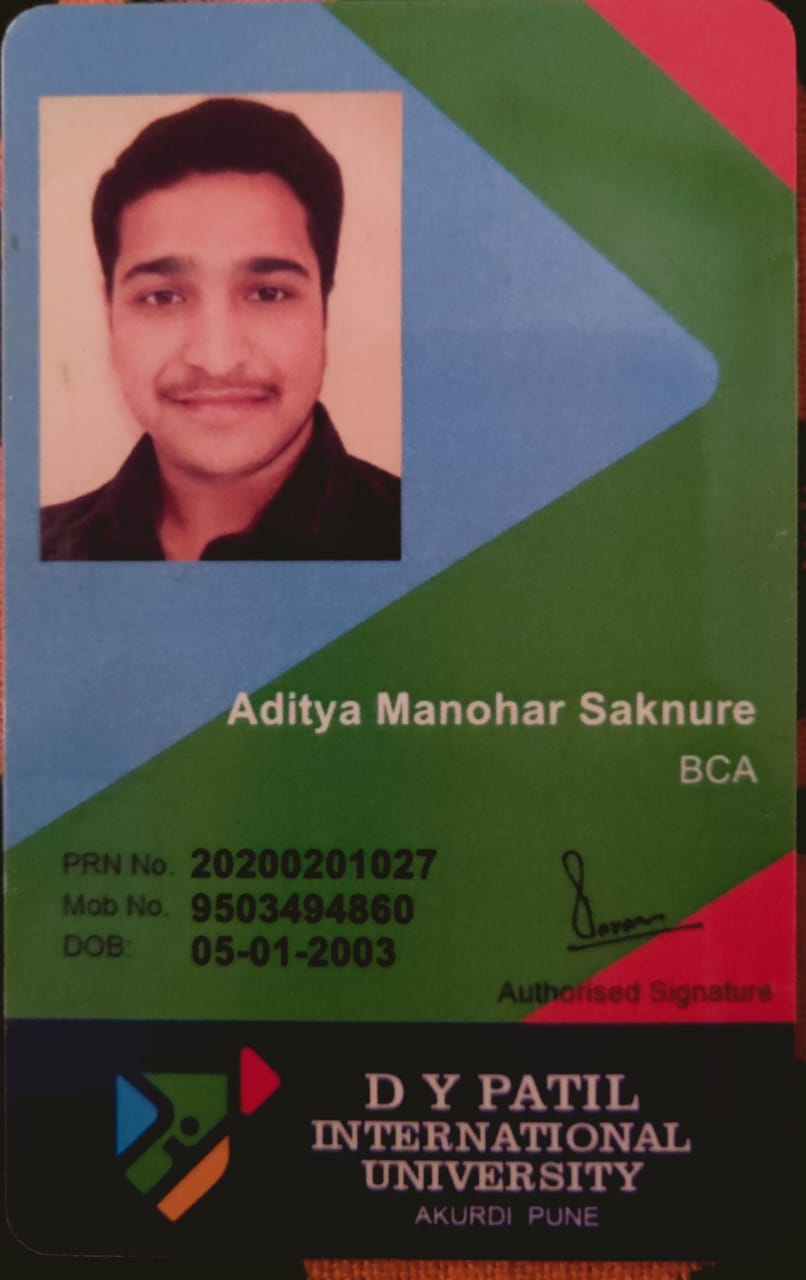 Aditya Manohar Saknure
BCA
PRN No. 20200201027
Mob No. 9503494860
DOB: 05-01-2003
Authorised Signature
D Y PATIL
INTERNATIONAL
UNIVERSITY
AKURDI PUNE